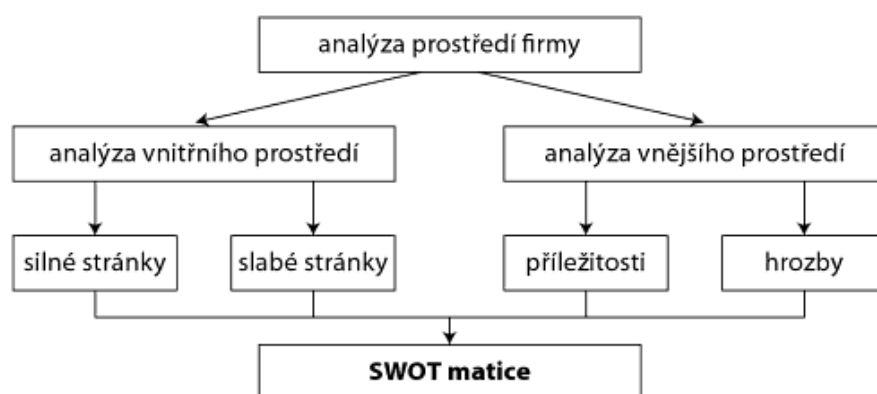 analýza prostředí firmy
analýza vnitřního prostředí
analýza vnějšího prostředí
silné stránky
slabé stránky
příležitosti
hrozby
SWOT matice